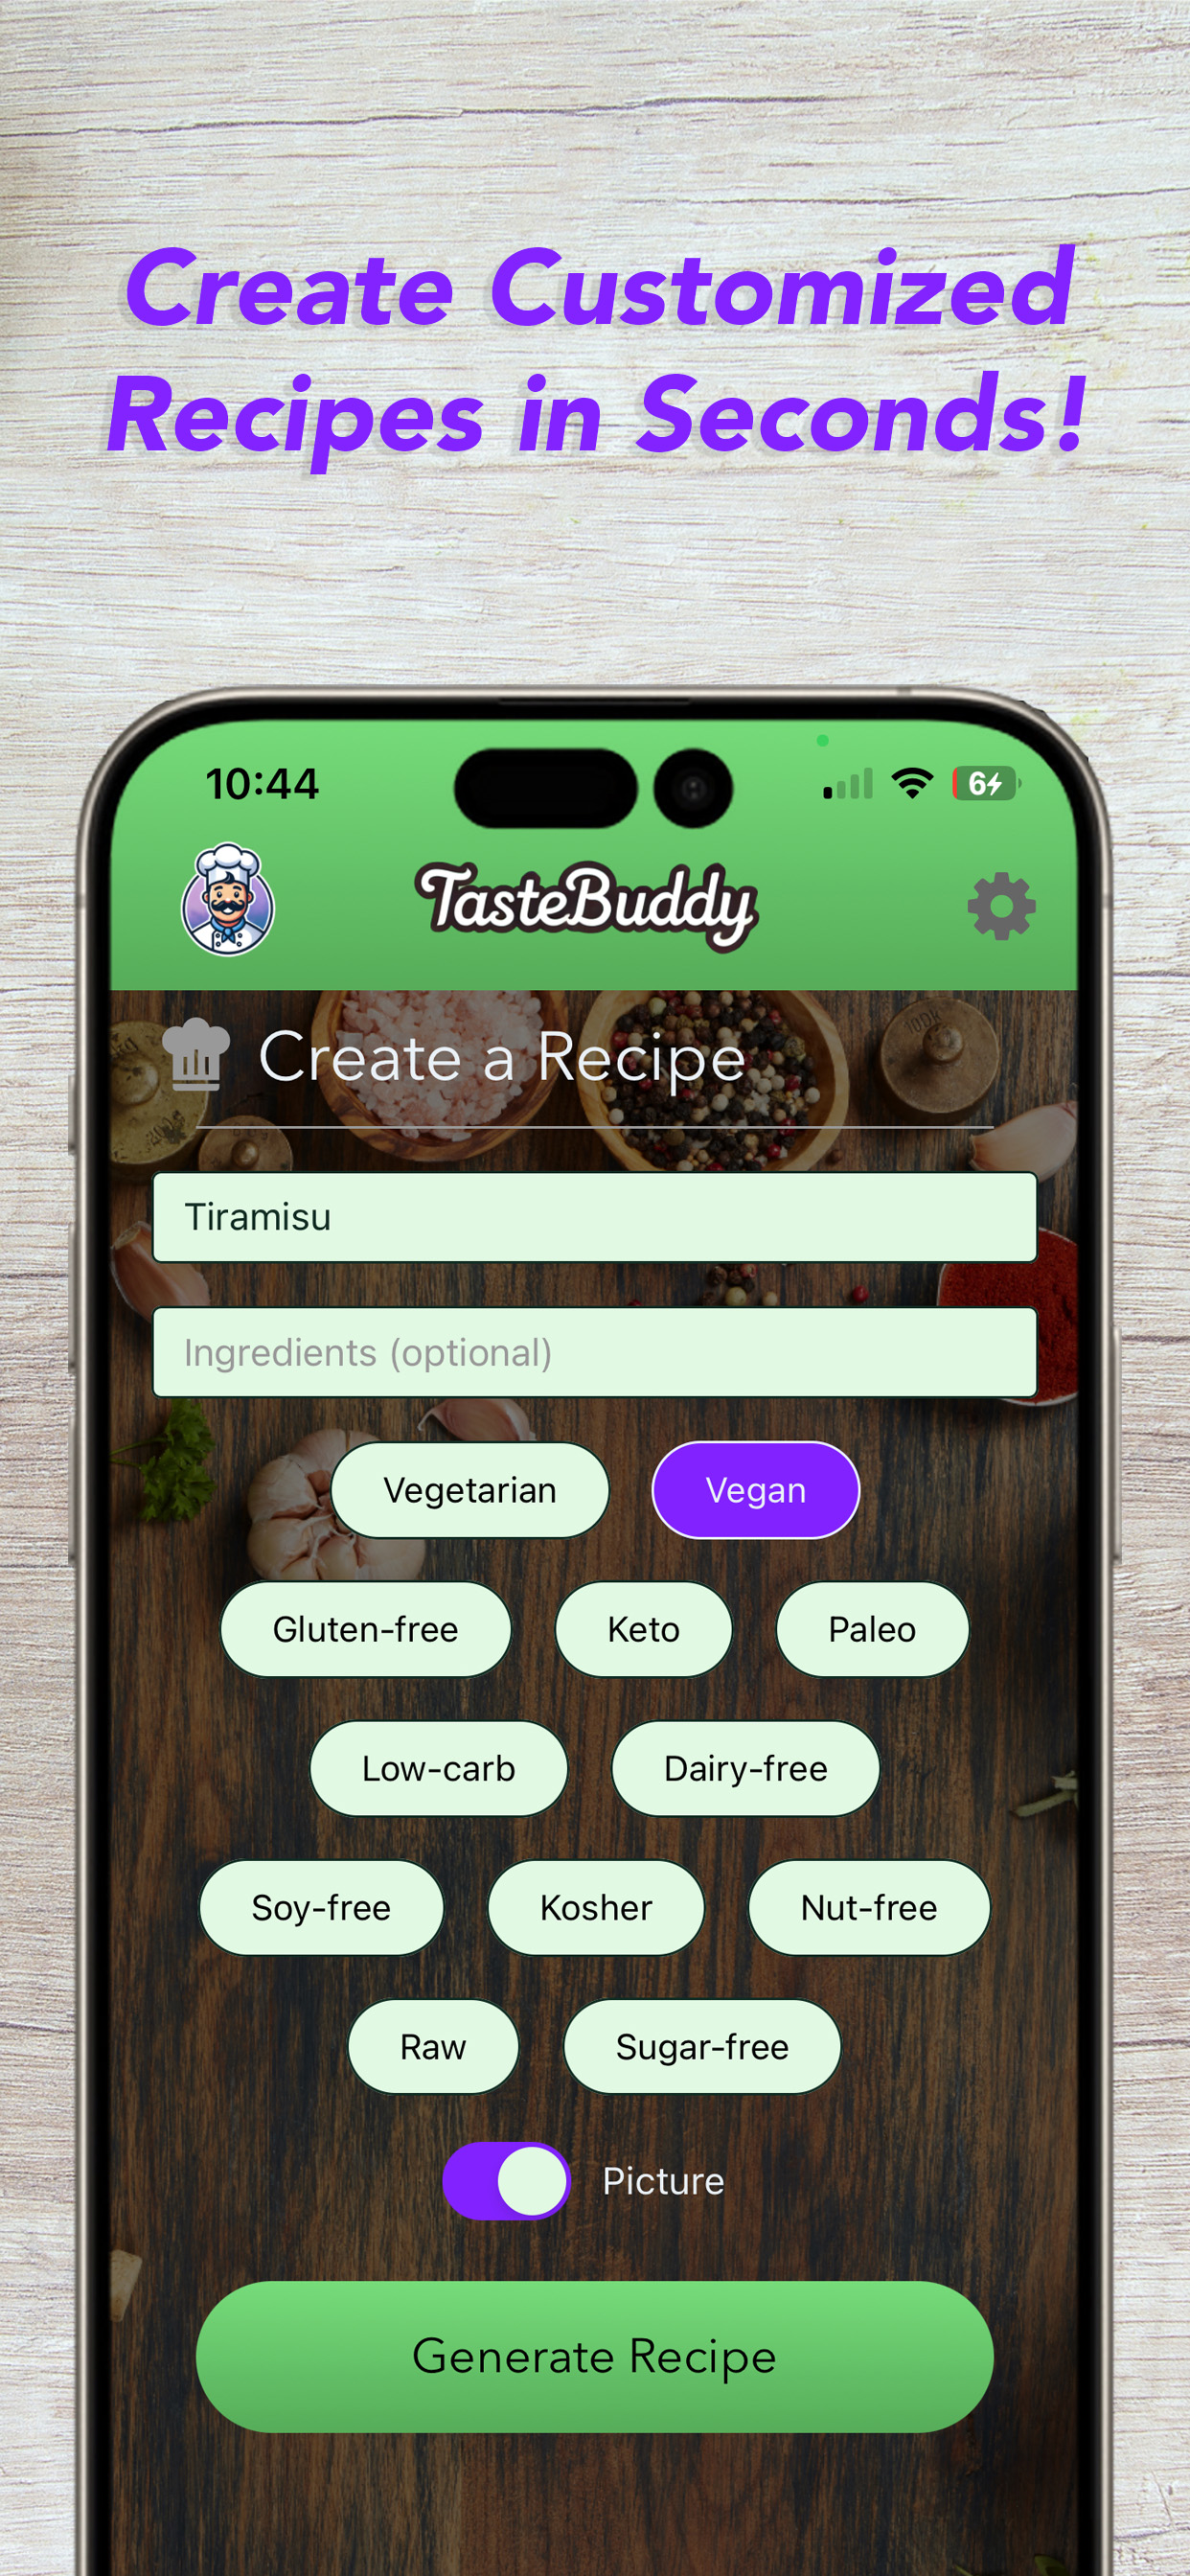 Create Customized
Recipes in Seconds!
10:44
6
TasteBuddy
Create a Recipe
Tiramisu
Ingredients (optional)
Vegetarian Vegan
Gluten-free Keto Paleo
Low-carb Dairy-free
Soy-free Kosher Nut-free
Raw Sugar-free
Picture
Generate Recipe